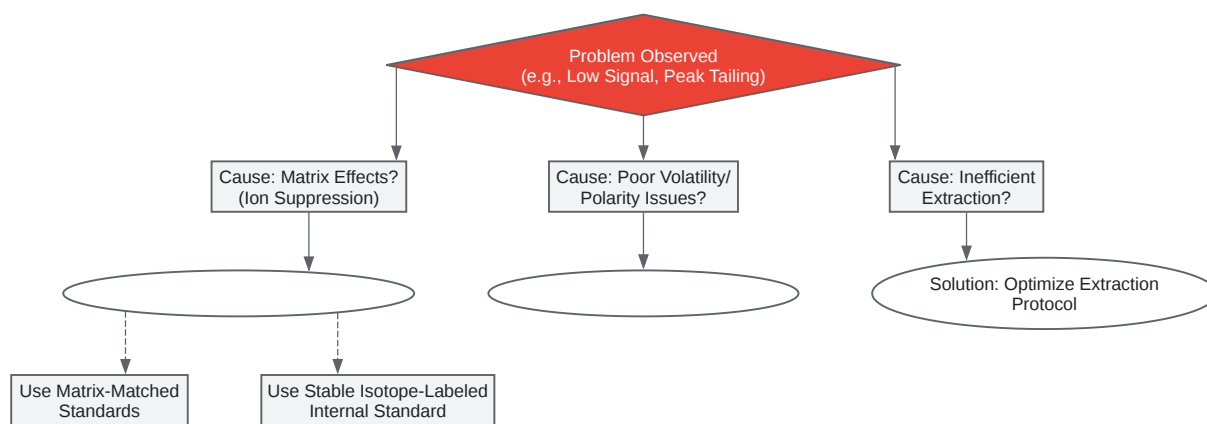 Problem Observed
(e.g., Low Signal, Peak Tailing)
Cause: Matrix Effects?
(Ion Suppression)
Cause: Poor Volatility/
Polarity Issues?
Cause: Inefficient
Extraction?
Solution: Optimize Extraction
Protocol
Use Matrix-Matched
Standards
Use Stable Isotope-Labeled
Internal Standard